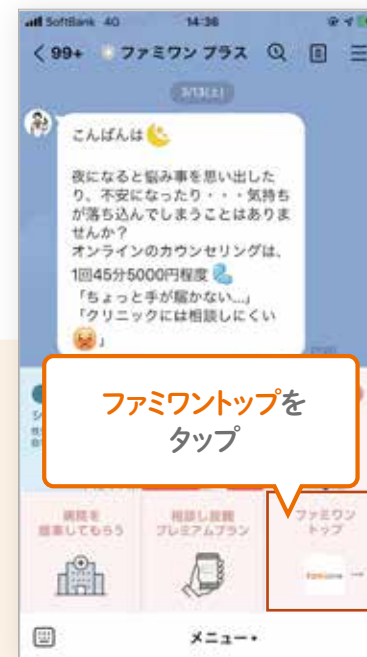 SoftBank 4G 14:36
99+ ファミワン プラス
3/13(土)
こんばんは
夜になると悩み事を思い出した
り、不安になったり・・・気持ち
が落ち込んでしまうことはありま
せんか？
オンラインのカウンセリングは、
1回45分5000円程度
「ちょっと手が届かない...」
「クリニックには相談しにくい
」
ファミワントップを
タップ
病院を
提案してもらう
相談し放題
プレミアムプラン
ファミワン
トップ
メニュー